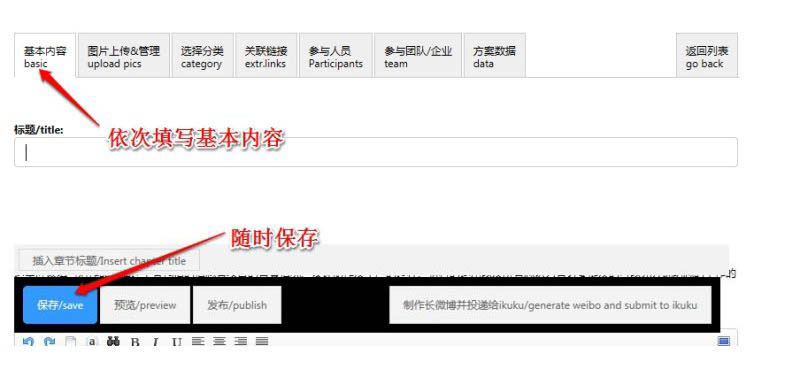 基本内容 图片上传&管理 选择分类 关联链接 参与人员 参与团队/企业 方案数据 返回列表
basic upload pics category extr.links Participants team data go back
标题/title:
依次填写基本内容
随时保存
插入章节标题/Insert chapter title
的
保存/save 预览/preview 发布/publish 制作长微博并投递给ikuku/generate weibo and submit to ikuku
B I U